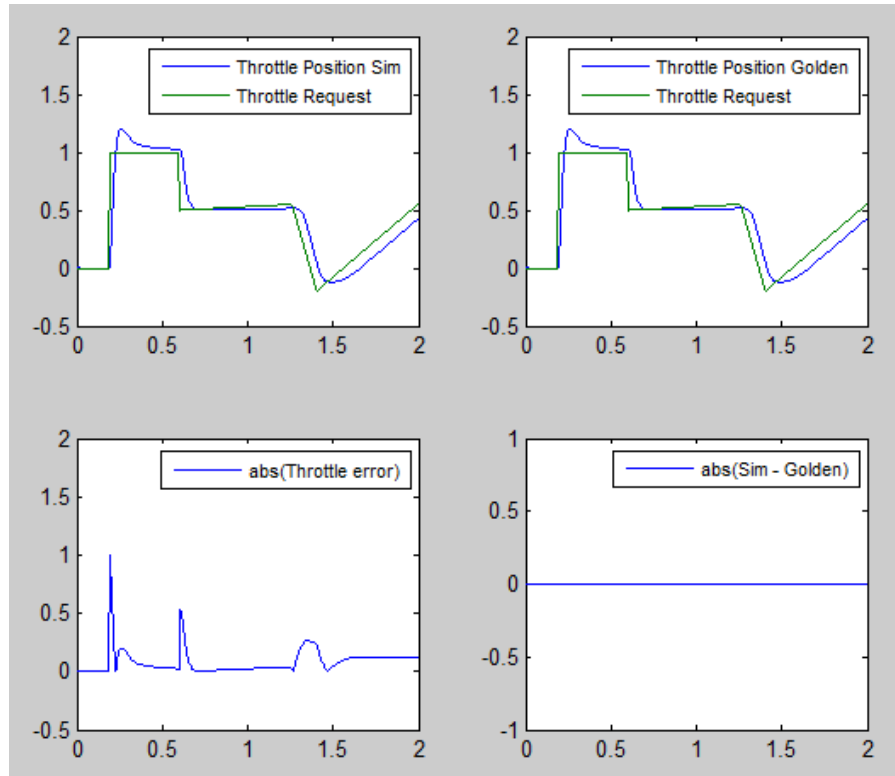 2
Throttle Position Sim
1.5
Throttle Request
1
0.5
0
-0.5
0 0.5 1 1.5 2
2
Throttle Position Golden
1.5
Throttle Request
1
0.5
0
-0.5
0 0.5 1 1.5 2
2
abs(Throttle error)
1.5
1
0.5
0
-0.5
0 0.5 1 1.5 2
1
abs(Sim - Golden)
0.5
0
-0.5
-1
0 0.5 1 1.5 2